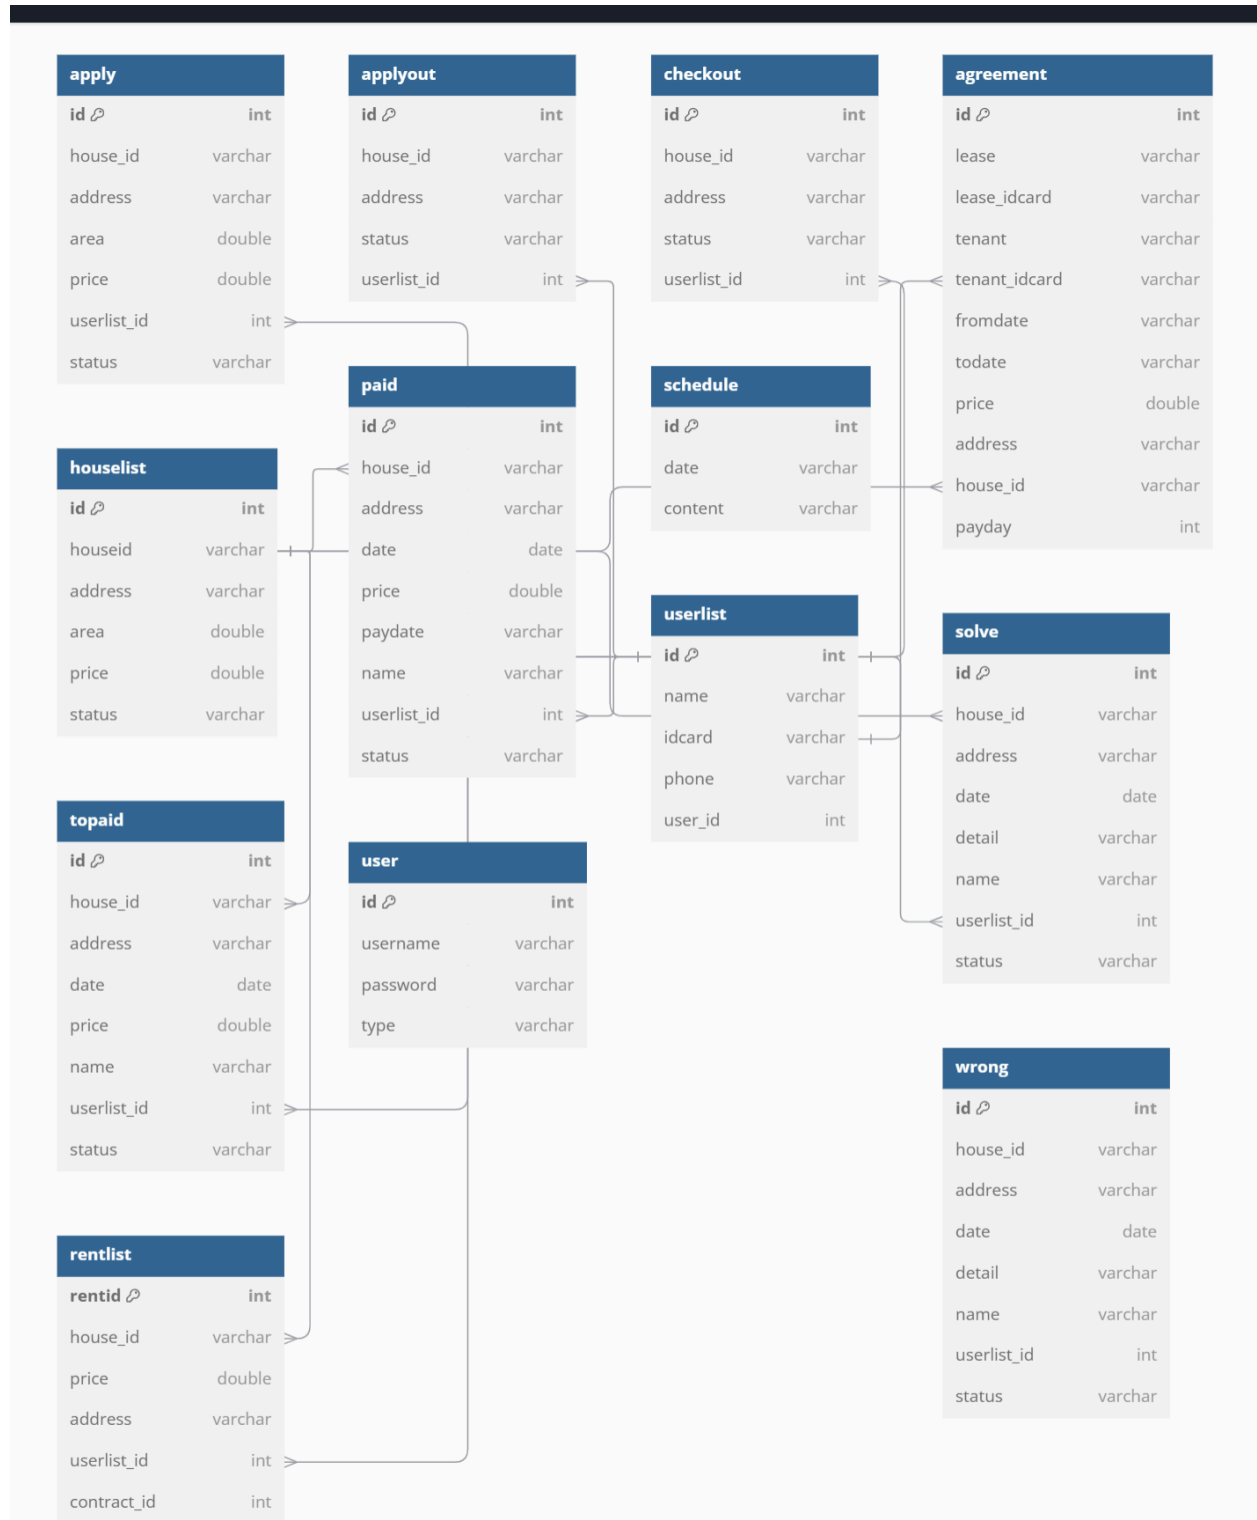 apply
id int
house_id varchar
address varchar
area double
price double
userlist_id int
status varchar
applyout
id int
house_id varchar
address varchar
status varchar
userlist_id int
checkout
id int
house_id varchar
address varchar
status varchar
userlist_id int
agreement
id int
lease varchar
lease_idcard varchar
tenant varchar
tenant_idcard varchar
fromdate varchar
todate varchar
price double
address varchar
house_id varchar
payday int
houselist
id int
houseid varchar
address varchar
area double
price double
status varchar
paid
id int
house_id varchar
address varchar
date date
price double
paydate varchar
name varchar
userlist_id int
status varchar
schedule
id int
date varchar
content varchar
userlist
id int
name varchar
idcard varchar
phone varchar
user_id int
solve
id int
house_id varchar
address varchar
date date
detail varchar
name varchar
userlist_id int
status varchar
topaid
id int
house_id varchar
address varchar
date date
price double
name varchar
userlist_id int
status varchar
user
id int
username varchar
password varchar
type varchar
wrong
id int
house_id varchar
address varchar
date date
detail varchar
name varchar
userlist_id int
status varchar
rentlist
rentid int
house_id varchar
price double
address varchar
userlist_id int
contract_id int